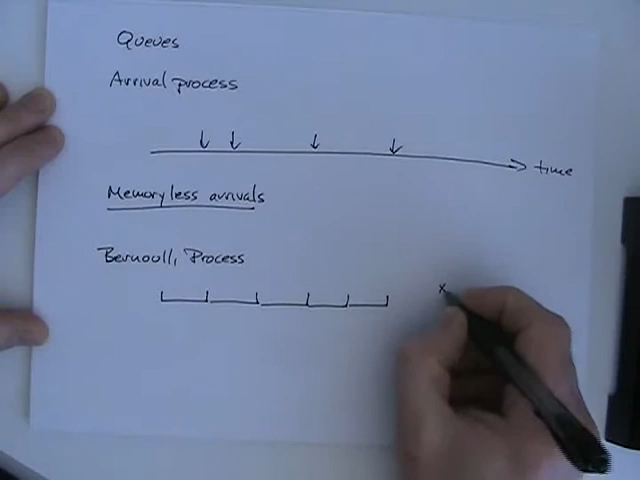 Queues
Arrival process
time
Memoryless arrivals
Bernoulli Process
x